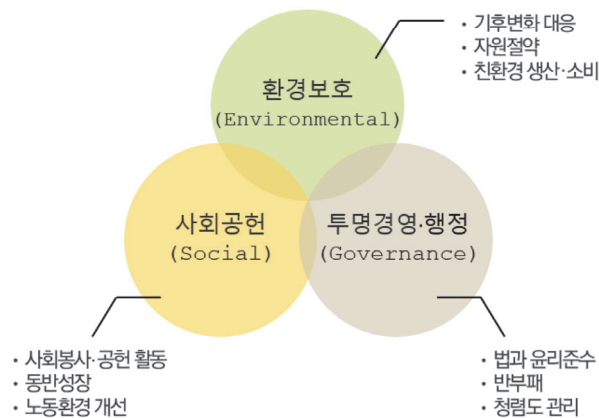 • 기후변화 대응
• 자원절약
• 친환경 생산·소비
환경보호
(Environmental)
사회공헌
(Social)
투명경영·행정
(Governance)
• 사회봉사·공헌 활동
• 동반성장
• 노동환경 개선
• 법과 윤리준수
• 반부패
• 청렴도 관리